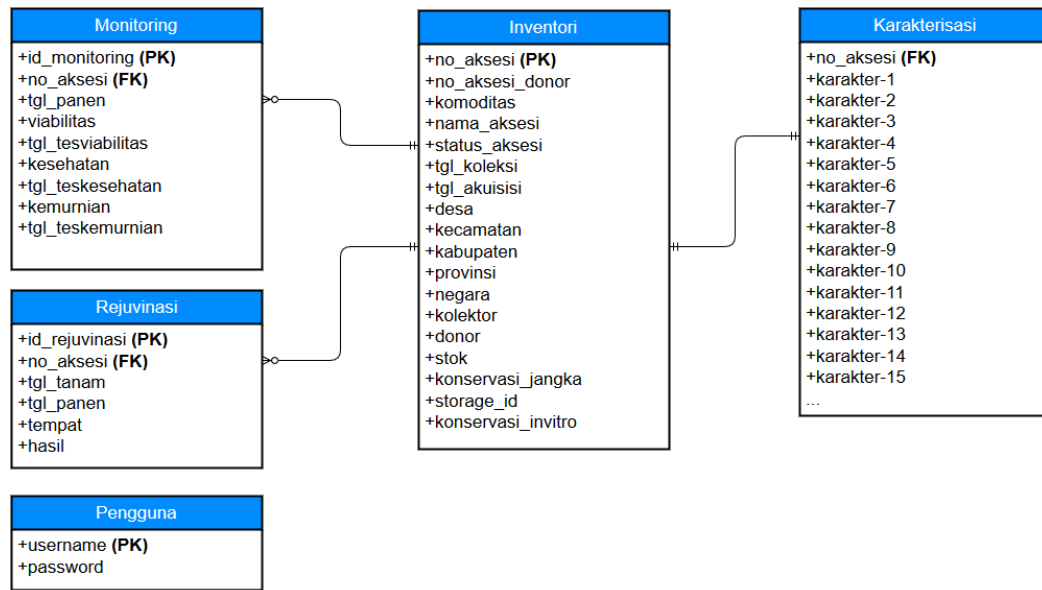 Monitoring
+id_monitoring (PK)
+no_aksesi (FK)
+tgl_panen
+viabilitas
+tgl_tesviabilitas
+kesehatan
+tgl_teskesehatan
+kemurnian
+tgl_teskemurnian
Rejuvinasi
+id_rejuvinasi (PK)
+no_aksesi (FK)
+tgl_tanam
+tgl_panen
+tempat
+hasil
Pengguna
+username (PK)
+password
Inventori
+no_aksesi (PK)
+no_aksesi_donor
+komoditas
+nama_aksesi
+status_aksesi
+tgl_koleksi
+tgl_akuisisi
+desa
+kecamatan
+kabupaten
+provinsi
+negara
+kolektor
+donor
+stok
+konservasi_jangka
+storage_id
+konservasi_invitro
Karakterisasi
+no_aksesi (FK)
+karakter-1
+karakter-2
+karakter-3
+karakter-4
+karakter-5
+karakter-6
+karakter-7
+karakter-8
+karakter-9
+karakter-10
+karakter-11
+karakter-12
+karakter-13
+karakter-14
+karakter-15
...